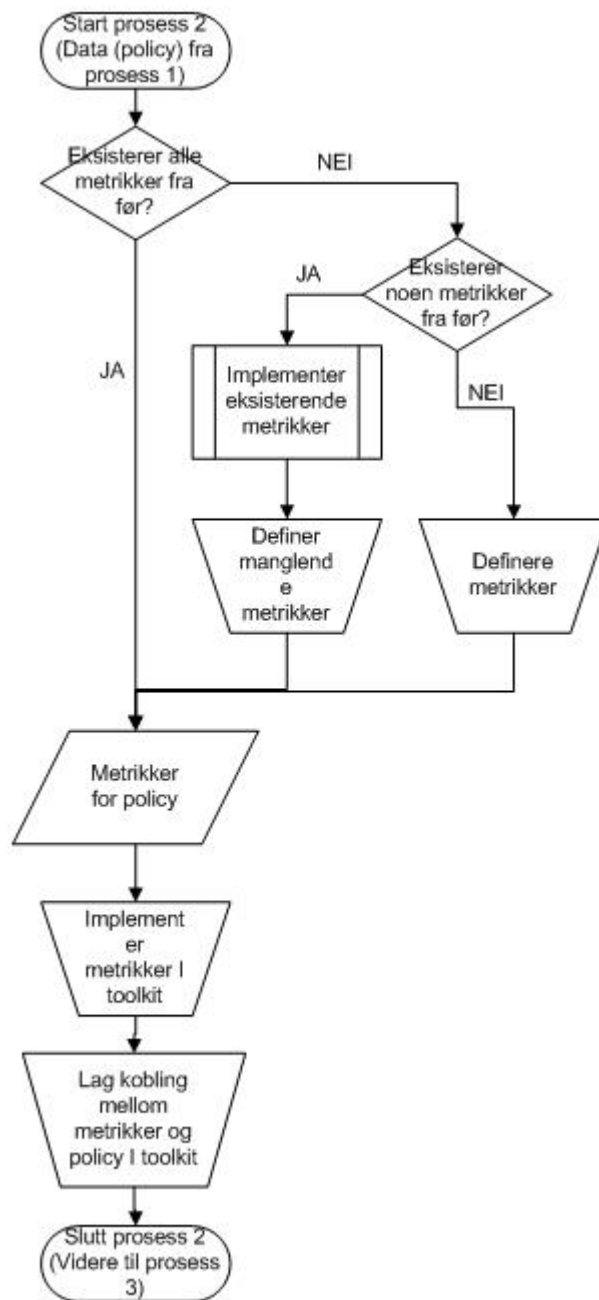 Start prosess 2
(Data (policy) fra
prosess 1)
Eksisterer alle
metrikker fra
før?
NEI
Eksisterer
noen metrikker
fra før?
JA
JA
Implementer
eksisterende
metrikker
NEI
Definer
manglend
e
metrikker
Definere
metrikker
Metrikker
for policy
Implement
er
metrikker I
toolkit
Lag kobling
mellom
metrikker og
policy I toolkit
Slutt prosess 2
(Videre til prosess
3)